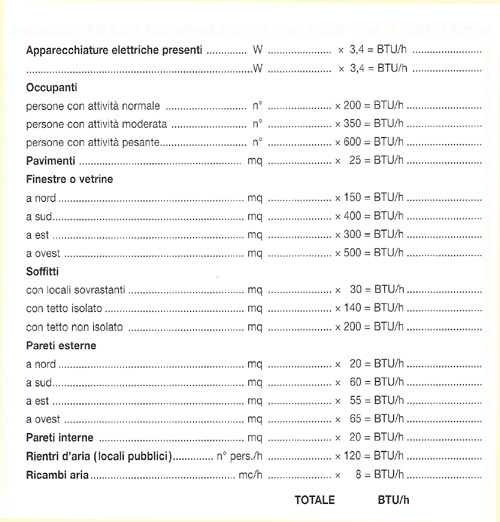 Apparecchiature elettriche presenti ............. W ...................... × 3,4 = BTU/h ......................
..........................................................................W ...................... × 3,4 = BTU/h ......................
Occupanti
persone con attività normale .......................... n° ...................... × 200 = BTU/h ......................
persone con attività moderata ........................ n° ...................... × 350 = BTU/h ......................
persone con attività pesante........................... n° ...................... × 600 = BTU/h ......................
Pavimenti ...................................................... mq ...................... × 25 = BTU/h ......................
Finestre o vetrine
a nord............................................................. mq ...................... × 150 = BTU/h ......................
a sud............................................................... mq ...................... × 400 = BTU/h ......................
a est ............................................................... mq ...................... × 300 = BTU/h ......................
a ovest............................................................ mq ...................... × 500 = BTU/h ......................
Soffitti
con locali sovrastanti ...................................... mq ...................... × 30 = BTU/h ......................
con tetto isolato .............................................. mq ...................... × 140 = BTU/h ......................
con tetto non isolato ....................................... mq ...................... × 200 = BTU/h ......................
Pareti esterne
a nord ............................................................ mq ...................... × 20 = BTU/h ......................
a sud............................................................... mq ...................... × 60 = BTU/h ......................
a est ............................................................... mq ...................... × 55 = BTU/h ......................
a ovest ........................................................... mq ...................... × 65 = BTU/h ......................
Pareti interne ................................................ mq ...................... × 20 = BTU/h ......................
Rientri d'aria (locali pubblici)............. n° pers./h ...................... × 120 = BTU/h ......................
Ricambi aria................................................ mc/h ...................... × 8 = BTU/h ......................
TOTALE BTU/h